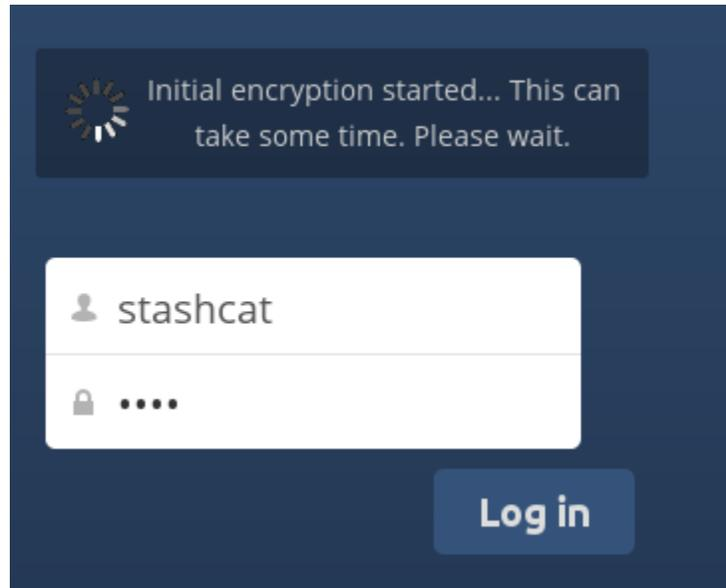 Initial encryption started... This can
take some time. Please wait.
stashcat
••••
Log in